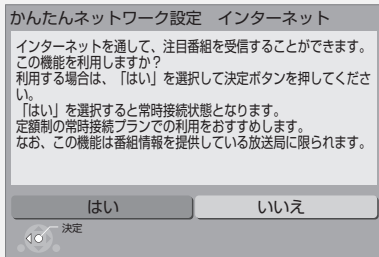 かんたんネットワーク設定　インターネット
インターネットを通して、注目番組を受信することができます。
この機能を利用しますか？
利用する場合は、「はい」を選択して決定ボタンを押してくださ
い。
「はい」を選択すると常時接続状態となります。
定額制の常時接続プランでの利用をおすすめします。
なお、この機能は番組情報を提供している放送局に限られます。
はい　いいえ
決定